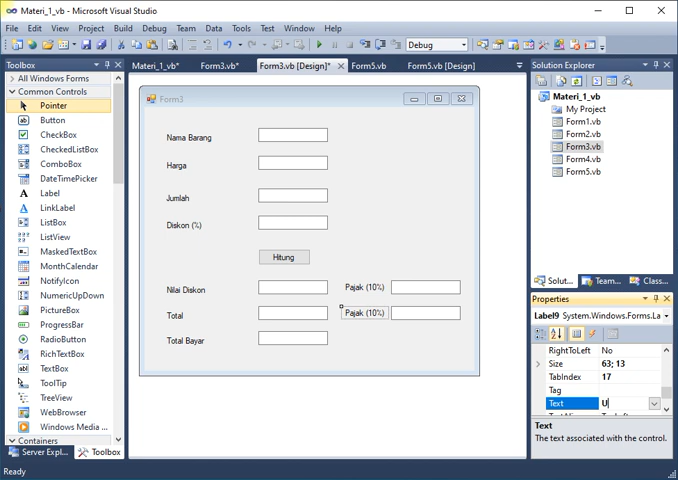 Materi_1_vb - Microsoft Visual Studio
File Edit View Project Build Debug Team Data Tools Test Window Help
Debug
Toolbox
All Windows Forms
Common Controls
Pointer
Button
CheckBox
CheckedListBox
ComboBox
DateTimePicker
Label
LinkLabel
ListBox
ListView
MaskedTextBox
MonthCalendar
NotifyIcon
NumericUpDown
PictureBox
ProgressBar
RadioButton
RichTextBox
TextBox
ToolTip
TreeView
WebBrowser
Windows Media ...
Containers
Server Expl... Toolbox
Materi_1_vb* Form3.vb* Form3.vb [Design]* Form5.vb Form5.vb [Design]
Form3
Nama Barang
Harga
Jumlah
Diskon (%)
Hitung
Nilai Diskon Pajak (10%)
Total Pajak (10%)
Total Bayar
Solution Explorer
Materi_1_vb
My Project
Form1.vb
Form2.vb
Form3.vb
Form4.vb
Form5.vb
Solut... Team... Class...
Properties
Label9 System.Windows.Forms.La
RightToLeft No
Size 63; 13
TabIndex 17
Tag
Text U
Text
The text associated with the control.
Ready